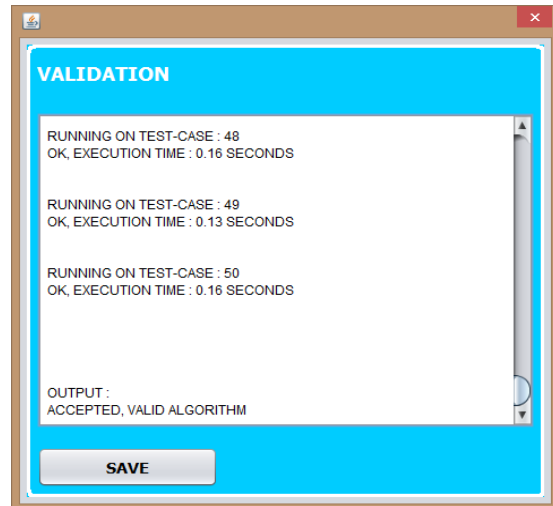 VALIDATION
RUNNING ON TEST-CASE : 48
OK, EXECUTION TIME : 0.16 SECONDS
RUNNING ON TEST-CASE : 49
OK, EXECUTION TIME : 0.13 SECONDS
RUNNING ON TEST-CASE : 50
OK, EXECUTION TIME : 0.16 SECONDS
OUTPUT :
ACCEPTED, VALID ALGORITHM
SAVE